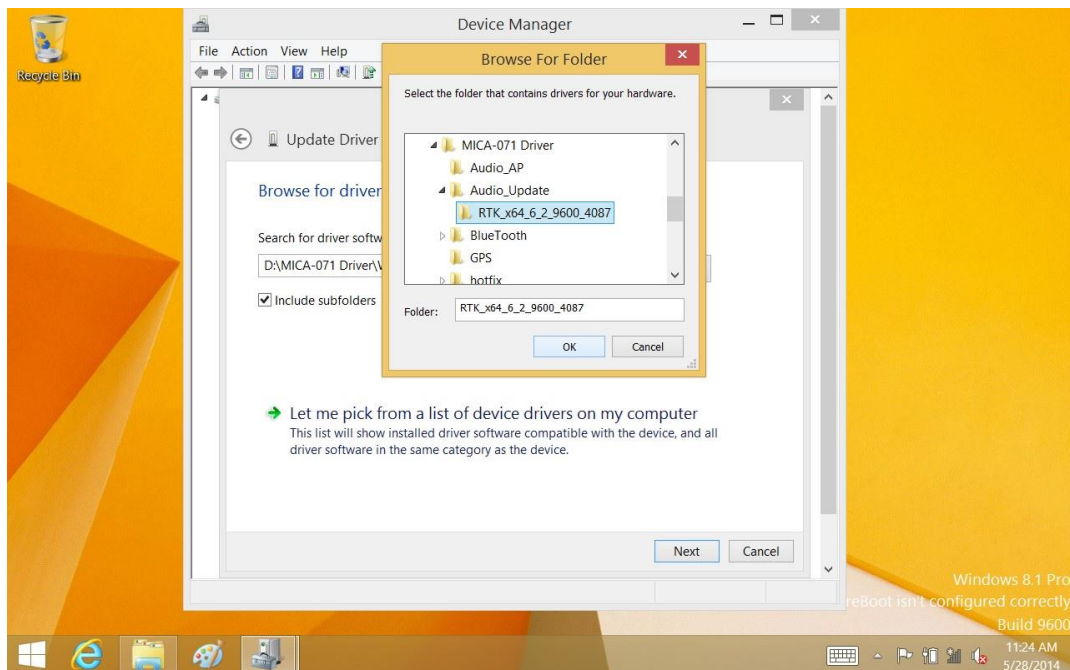 Recycle Bin
Device Manager
File Action View Help
Browse For Folder
Select the folder that contains drivers for your hardware.
MICA-071 Driver
Audio_AP
Audio_Update
RTK_x64_6_2_9600_4087
BlueTooth
GPS
hotfix
Folder: RTK_x64_6_2_9600_4087
OK Cancel
Update Driver
Browse for driver
Search for driver softw
D:\MICA-071 Driver\
Include subfolders
Let me pick from a list of device drivers on my computer
This list will show installed driver software compatible with the device, and all
driver software in the same category as the device.
Next Cancel
Windows 8.1 Pro
reBoot isn't configured correctly
Build 9600
11:24 AM
5/28/2014